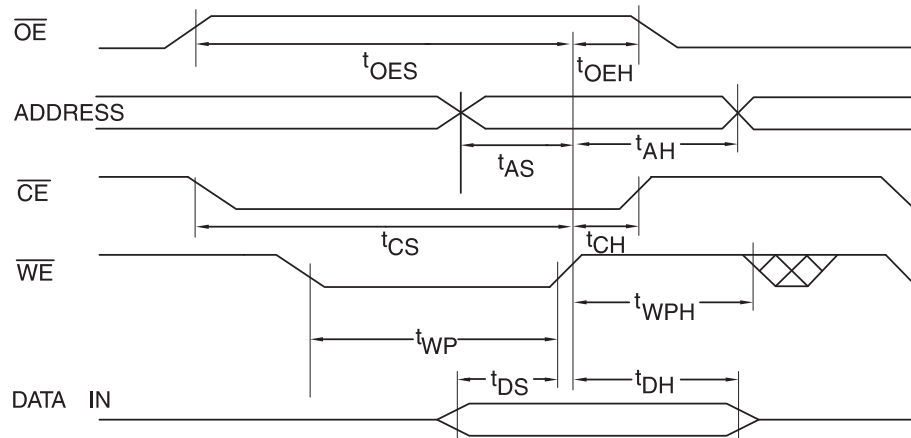 OE
tOES
tOEH
ADDRESS
tAS
tAH
CE
tCS
tCH
WE
tWPH
tWP
tDS
tDH
DATA IN